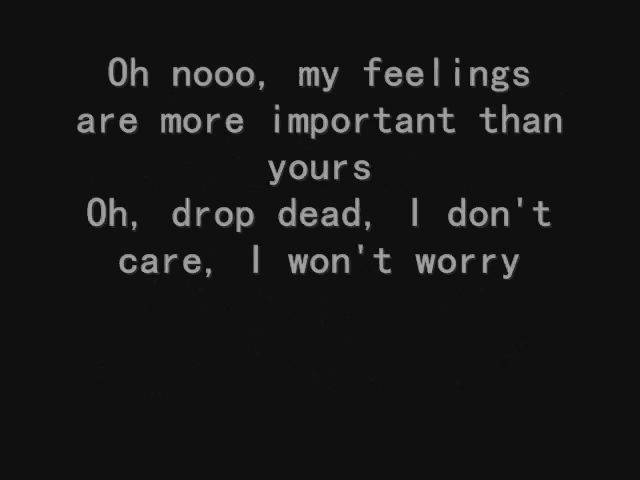 Oh nooo, my feelings
are more important than
yours
Oh, drop dead, I don't
care, I won't worry